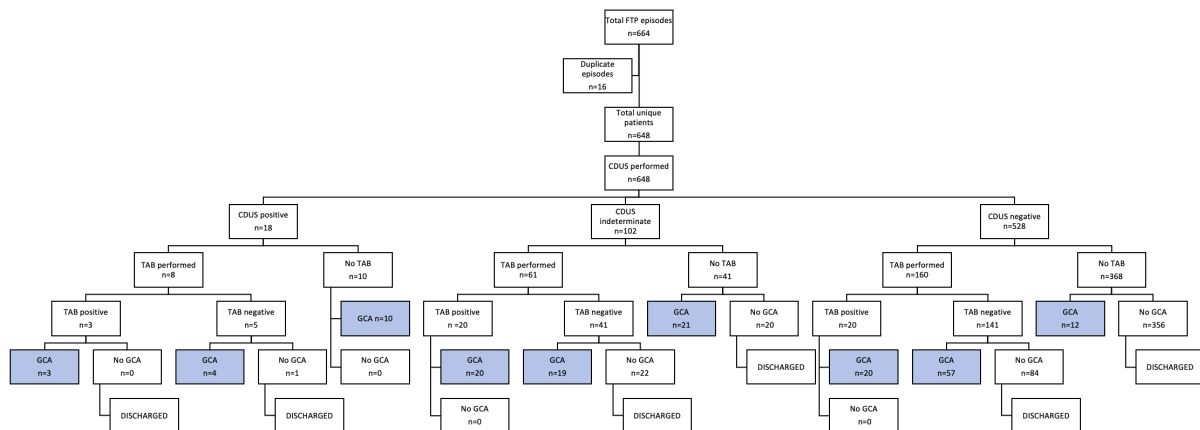 Total FTP episodes
n=664
Duplicate
episodes
n=16
Total unique
patients
n=648
CDUS performed
n=648
CDUS positive
n=18
CDUS
indeterminate
n=102
CDUS negative
n=528
TAB performed
n=8
No TAB
n=10
TAB performed
n=61
No TAB
n=41
TAB performed
n=160
No TAB
n=368
TAB positive
n=3
TAB negative
n=5
GCA n=10
TAB positive
n=20
TAB negative
n=41
GCA
n=21
No GCA
n=20
TAB positive
n=20
TAB negative
n=141
GCA
n=12
No GCA
n=356
GCA
n=3
No GCA
n=0
GCA
n=4
No GCA
n=1
No GCA
n=0
GCA
n=20
GCA
n=19
No GCA
n=22
DISCHARGED
GCA
n=20
GCA
n=57
No GCA
n=84
DISCHARGED
DISCHARGED
DISCHARGED
No GCA
n=0
DISCHARGED
No GCA
n=0
DISCHARGED